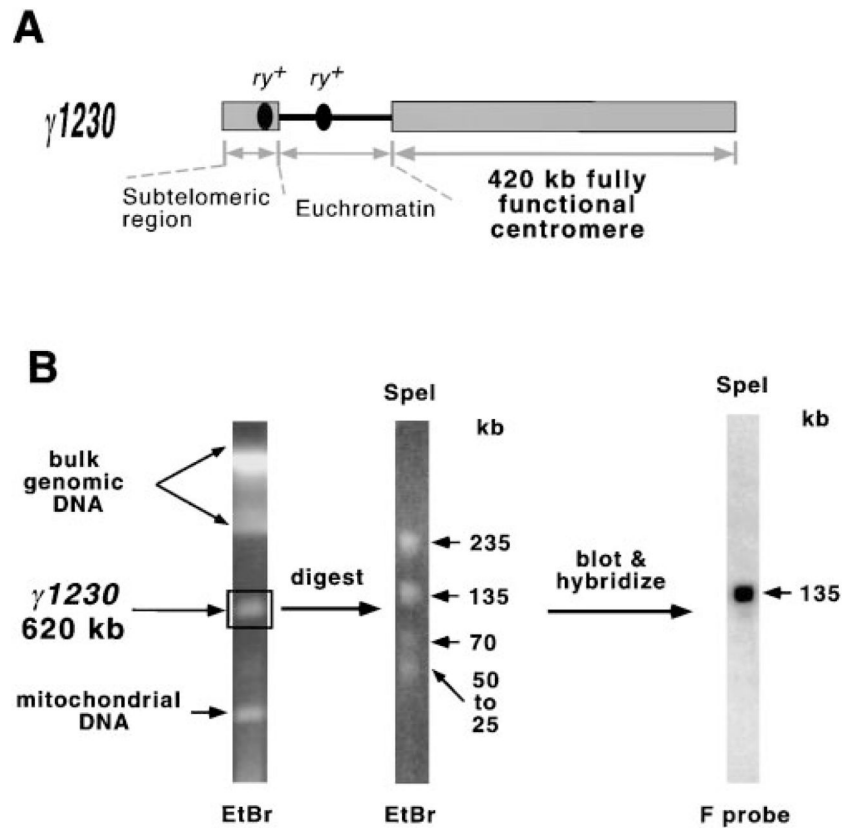 A
γ1230
ry+ ry+
Subtelomeric
region
Euchromatin
420 kb fully
functional
centromere
B
bulk
genomic
DNA
γ1230
620 kb
mitochondrial
DNA
EtBr
digest
SpeI
kb
235
135
70
50
to
25
EtBr
blot &
hybridize
SpeI
kb
135
F probe